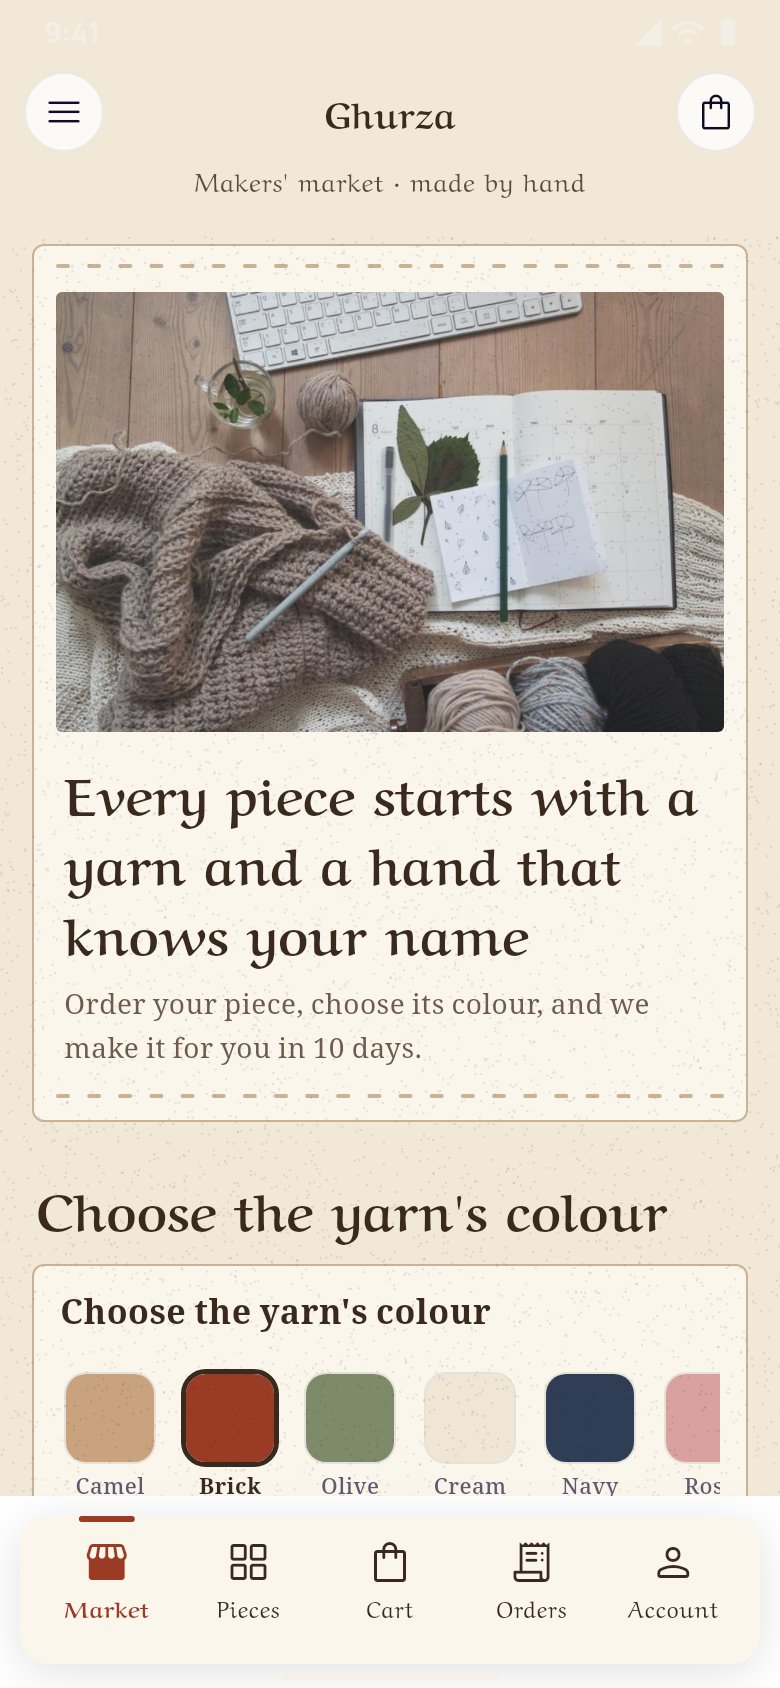 9:41
Ghurza
Makers' market · made by hand
8
Every piece starts with a
yarn and a hand that
knows your name
Order your piece, choose its colour, and we
make it for you in 10 days.
Choose the yarn's colour
Choose the yarn's colour
Camel
Brick
Olive
Cream
Navy
Ros
Market
Pieces
Cart
Orders
Account